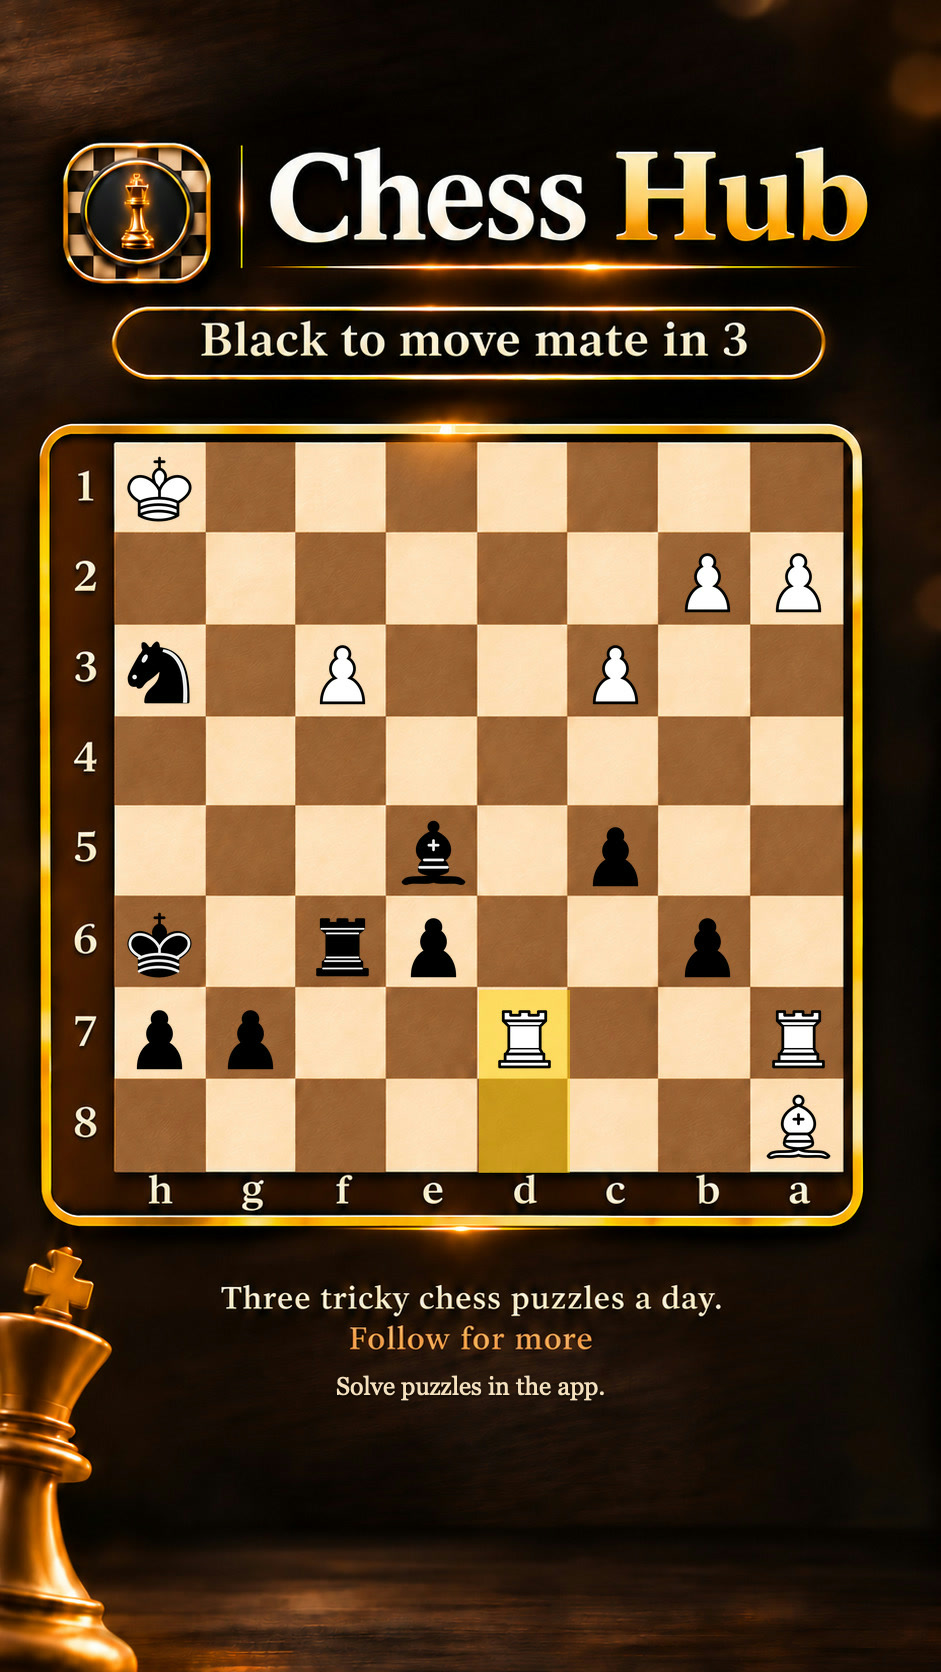 Chess Hub
Black to move mate in 3
1
2
3
4
5
6
7
8
h g f e d c b a
Three tricky chess puzzles a day.
Follow for more
Solve puzzles in the app.